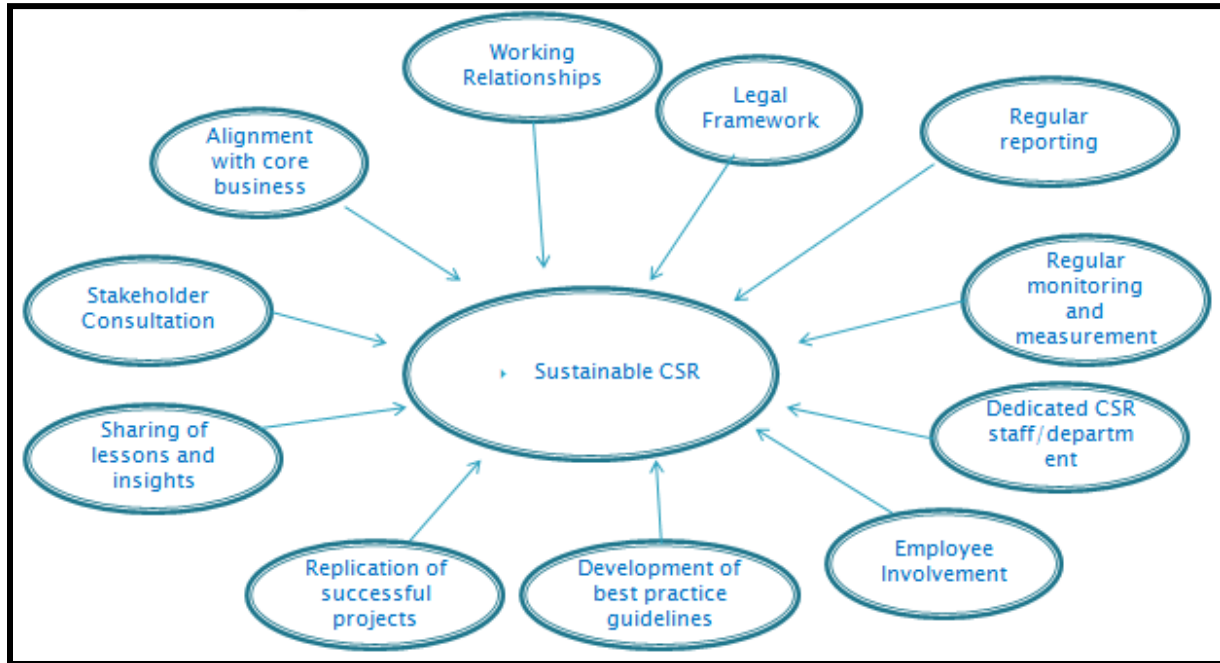 Working
Relationships
Legal
Framework
Regular
reporting
Alignment
with core
business
Regular
monitoring
and
measurement
Stakeholder
Consultation
Sustainable CSR
Dedicated CSR
staff/departm
ent
Sharing of
lessons and
insights
Employee
Involvement
Replication of
successful
projects
Development of
best practice
guidelines